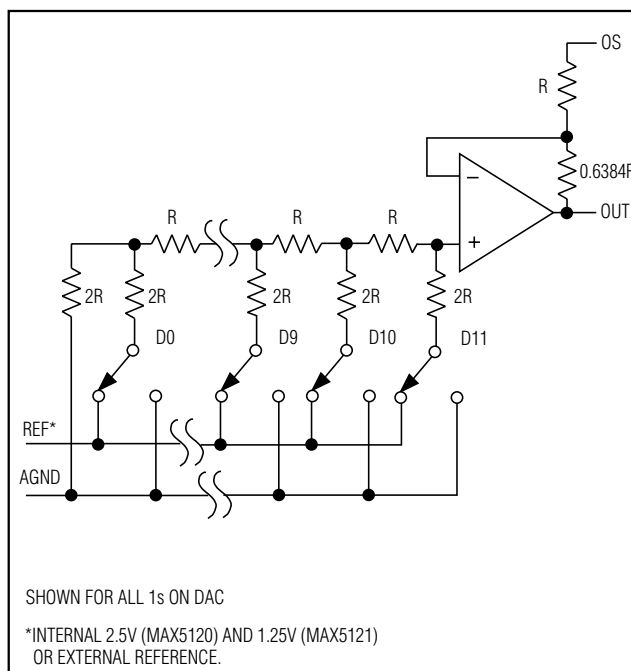 OS
R
0.6384R
OUT
−
+
R R R
2R 2R 2R 2R 2R
D0 D9 D10 D11
REF*
AGND
SHOWN FOR ALL 1s ON DAC
*INTERNAL 2.5V (MAX5120) AND 1.25V (MAX5121)
OR EXTERNAL REFERENCE.